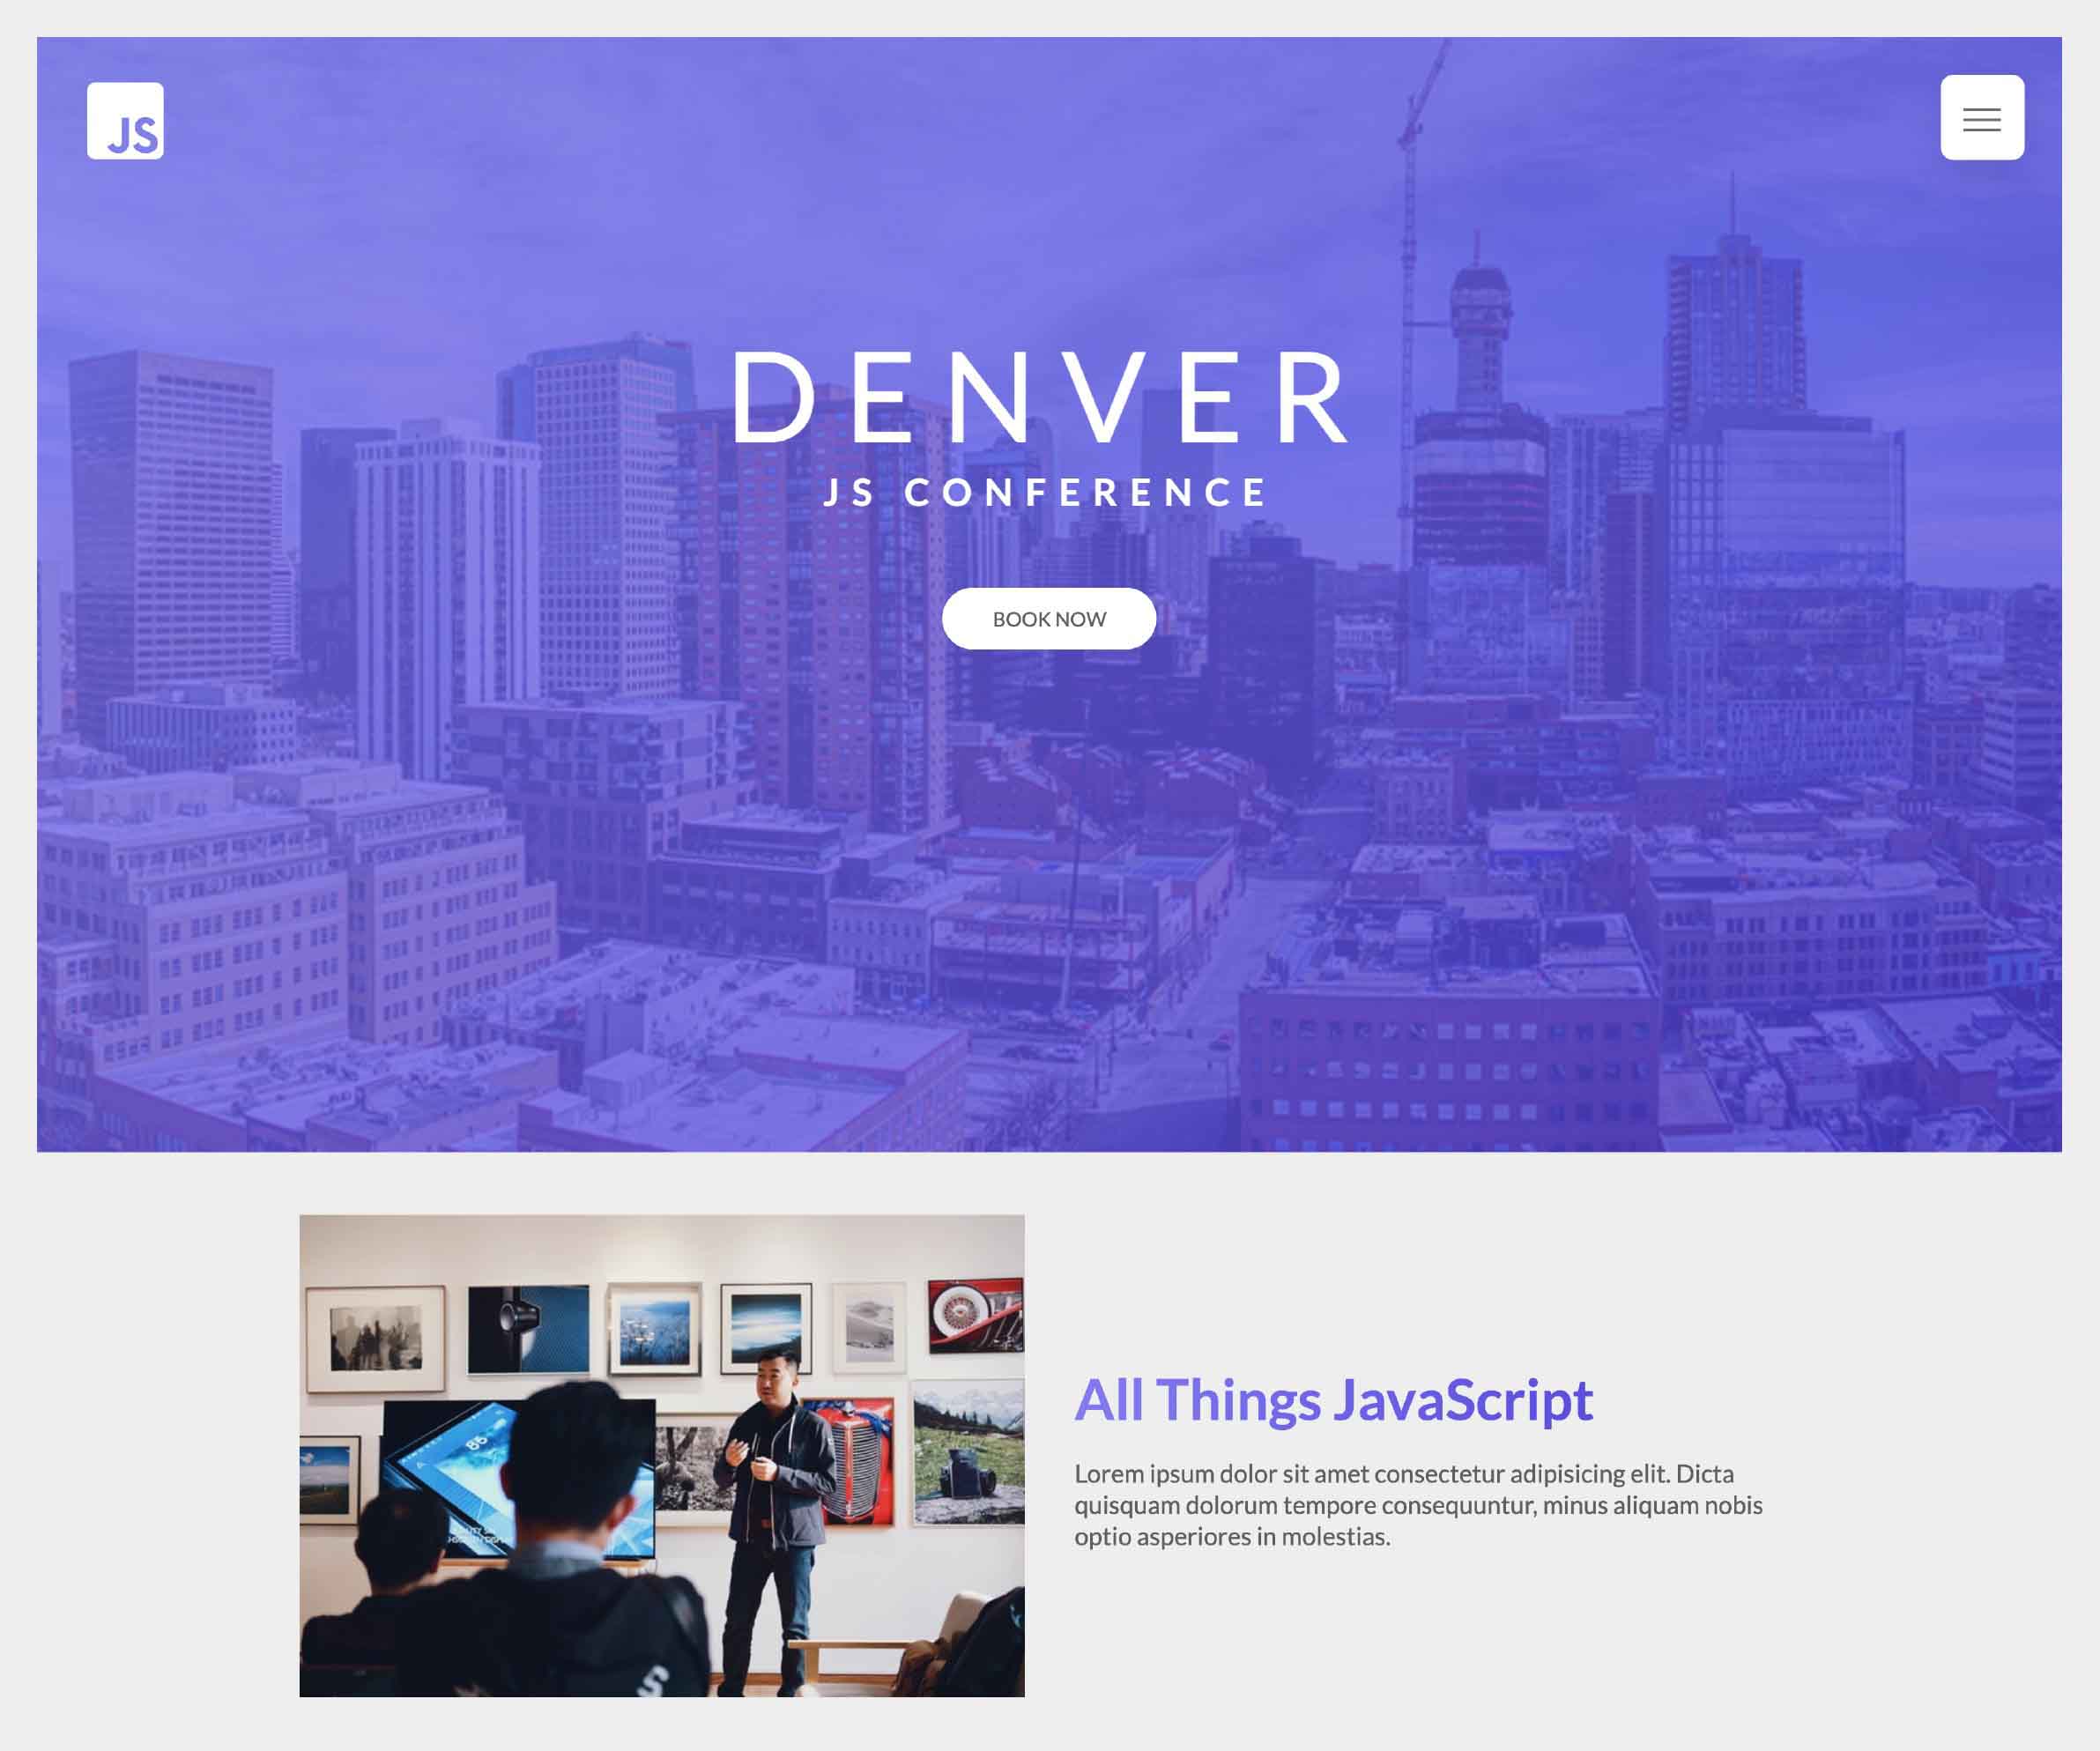 JS
DENVER
JS CONFERENCE
BOOK NOW
85
All Things JavaScript
Lorem ipsum dolor sit amet consectetur adipisicing elit. Dicta
quisquam dolorum tempore consequuntur, minus aliquam nobis
optio asperiores in molestias.